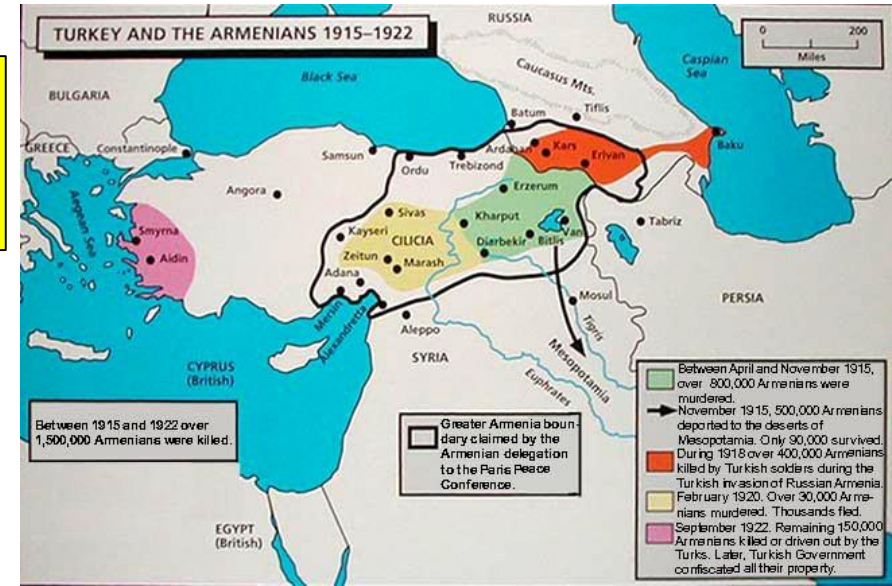 TURKEY AND THE ARMENIANS 1915–1922
RUSSIA
0 200
Miles
Caspian
Sea
Black Sea
Caucasus Mts.
BULGARIA
Batum
Tiflis
GREECE
Constantinople
Samsun
Ordu
Trebizond
Ardahan
Kars
Erivan
Baku
Angora
Erzerum
Aegean Sea
Sivas
Kharput
Van
Tabriz
Smyrna
Kayseri
CILICIA
Diarbekir
Bitlis
Aidin
Zeitun
Marash
Adana
Mersin
Alexandretta
Aleppo
Mosul
Tigris
PERSIA
SYRIA
Mesopotamia
Euphrates
CYPRUS
(British)
Between 1915 and 1922 over
1,500,000 Armenians were killed.
Greater Armenia boun-
dary claimed by the
Armenian delegation
to the Paris Peace
Conference.
Between April and November 1915,
over 800,000 Armenians were
murdered.
November 1915, 500,000 Armenians
deported to the deserts of
Mesopotamia. Only 90,000 survived.
During 1918 over 400,000 Armenians
killed by Turkish soldiers during the
Turkish invasion of Russian Armenia.
February 1920. Over 30,000 Arme-
nians murdered. Thousands fled.
September 1922. Remaining 150,000
Armenians killed or driven out by the
Turks. Later, Turkish Government
confiscated all their property.
EGYPT
(British)